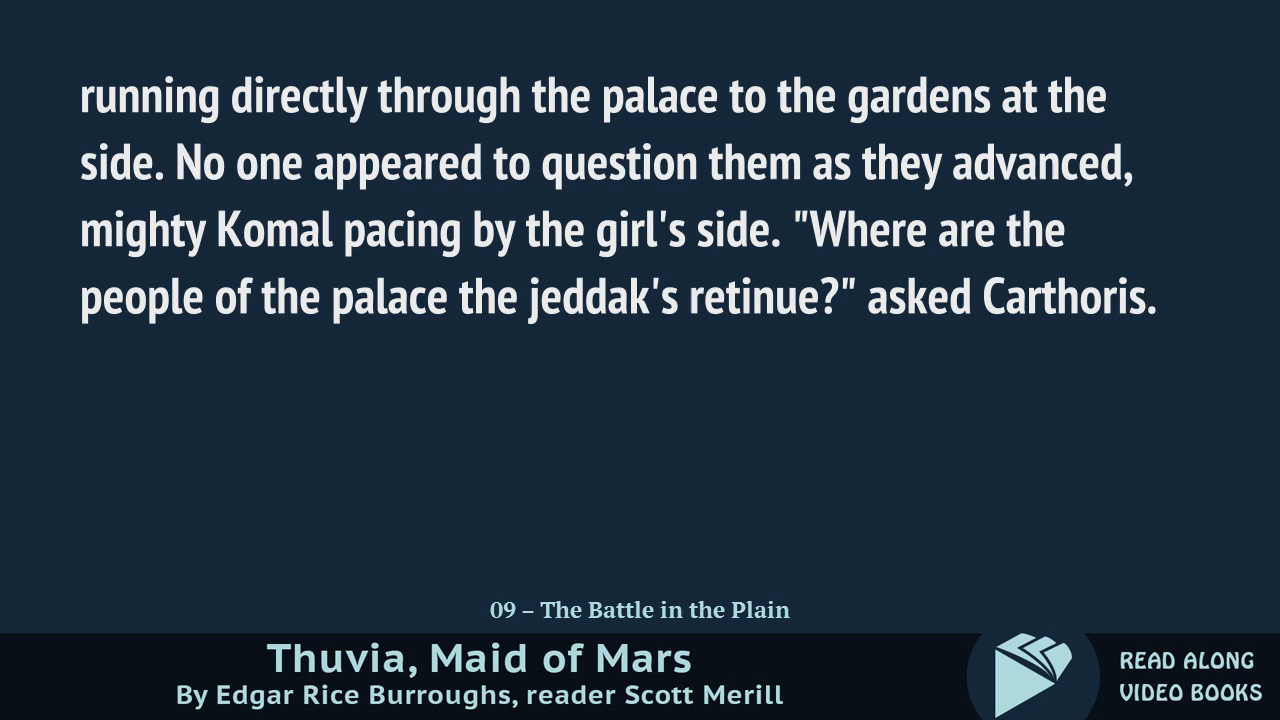 running directly through the palace to the gardens at the
side. No one appeared to question them as they advanced,
mighty Komal pacing by the girl's side. "Where are the
people of the palace the jeddak's retinue?" asked Carthoris.
09 – The Battle in the Plain
Thuvia, Maid of Mars
By Edgar Rice Burroughs, reader Scott Merill
READ ALONG
VIDEO BOOKS